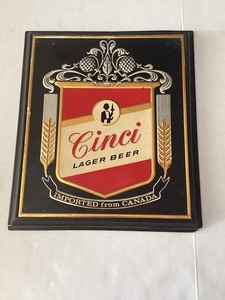 Cinci
LAGER BEER
IMPORTED from CANADA